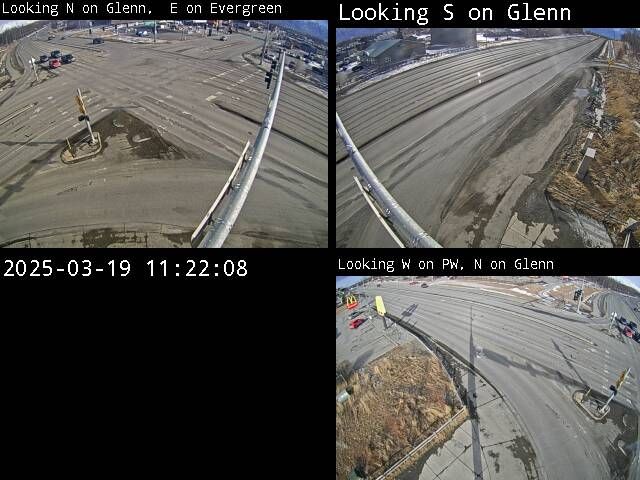 Looking N on Glenn,  E on Evergreen
Looking S on Glenn
2025-03-19 11:22:08
Looking W on PW, N on Glenn